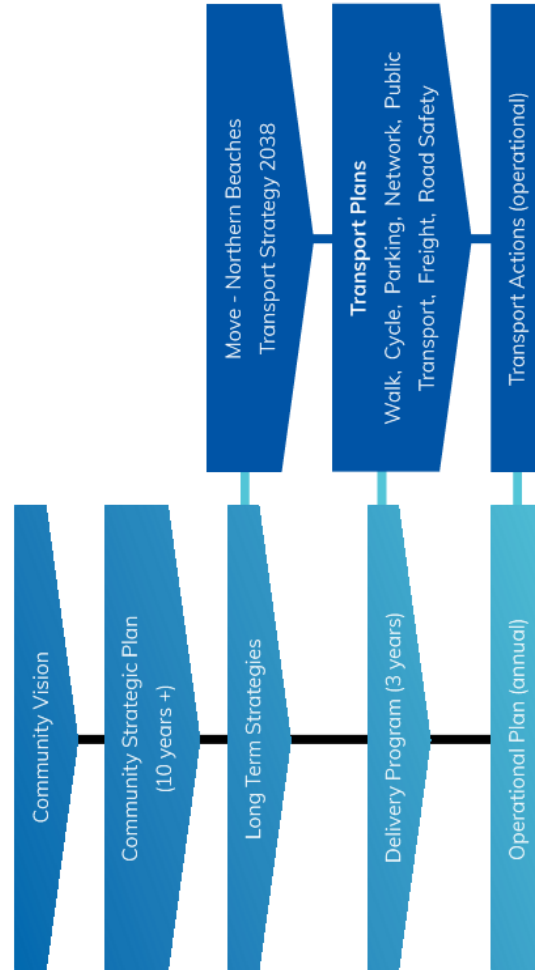 Community Vision
Community Strategic Plan
(10 years +)
Long Term Strategies
Delivery Program (3 years)
Operational Plan (annual)
Move - Northern Beaches
Transport Strategy 2038
Transport Plans
Walk, Cycle, Parking, Network, Public
Transport, Freight, Road Safety
Transport Actions (operational)